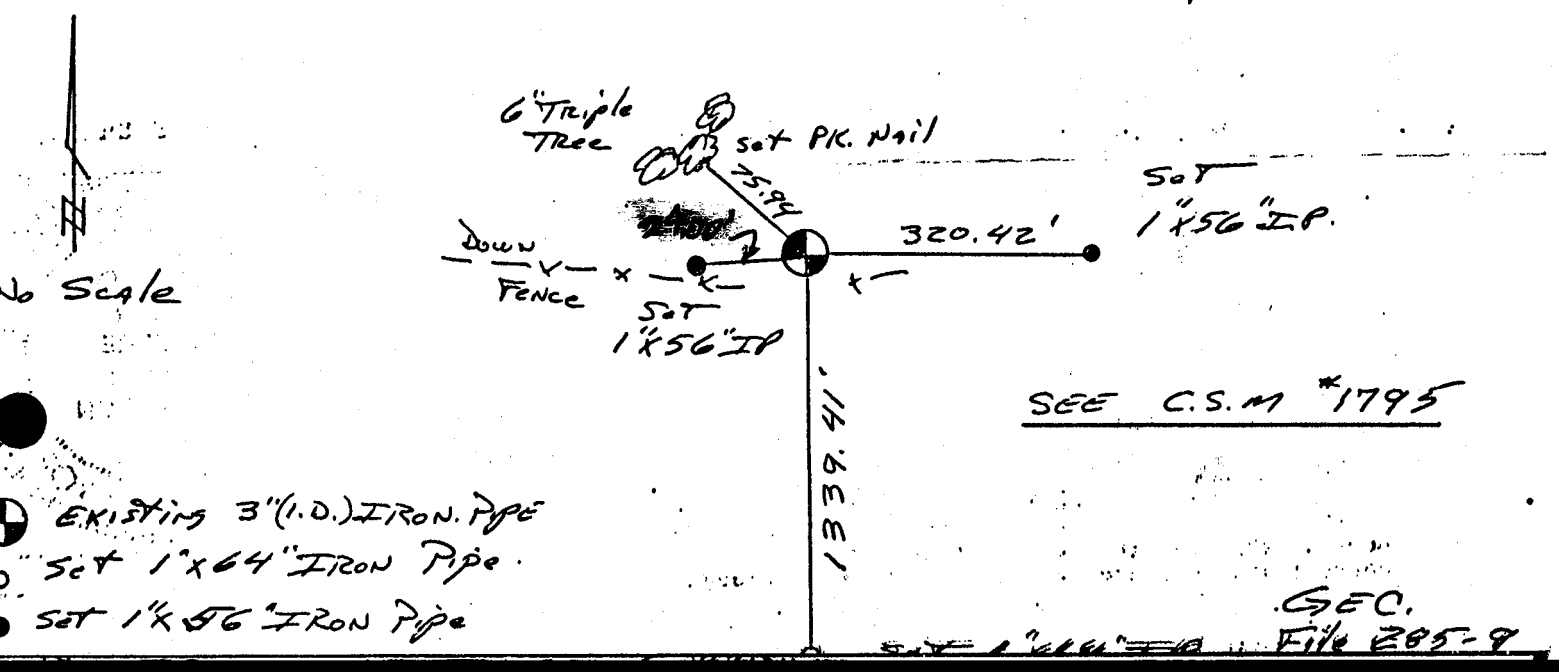 6" Triple
Tree
set PK. Nail
75.94
Set
1"x56" I.P.
320.42'
Down
Fence
Set
1"x56" IP
No Scale
1339.41'
SEE C.S.M #1795
Existing 3" (I.D.) IRON PIPE
Set 1"x64" IRON Pipe
Set 1"x56" IRON Pipe
GEC.
File 285-9